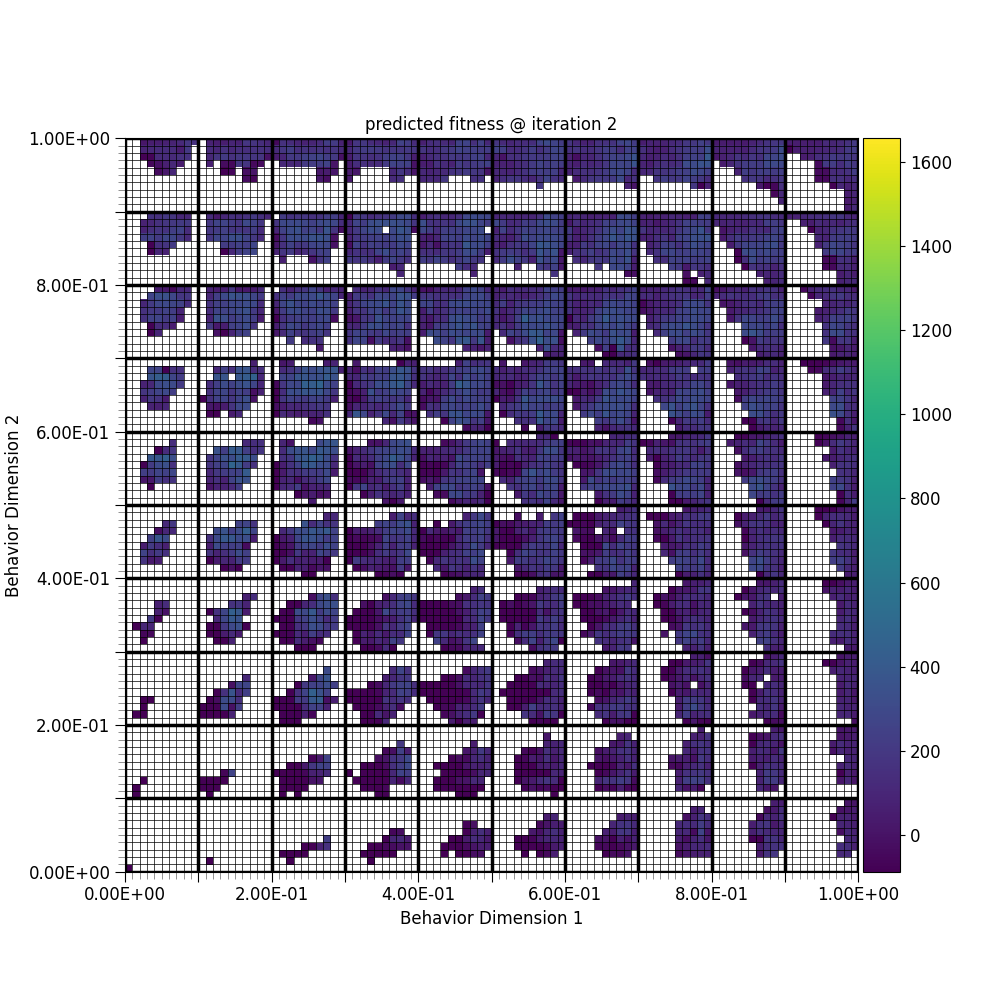 predicted fitness @ iteration 2
1.00E+00
8.00E-01
6.00E-01
4.00E-01
2.00E-01
0.00E+00
Behavior Dimension 2
0.00E+00 2.00E-01 4.00E-01 6.00E-01 8.00E-01 1.00E+00
Behavior Dimension 1
1600
1400
1200
1000
800
600
400
200
0